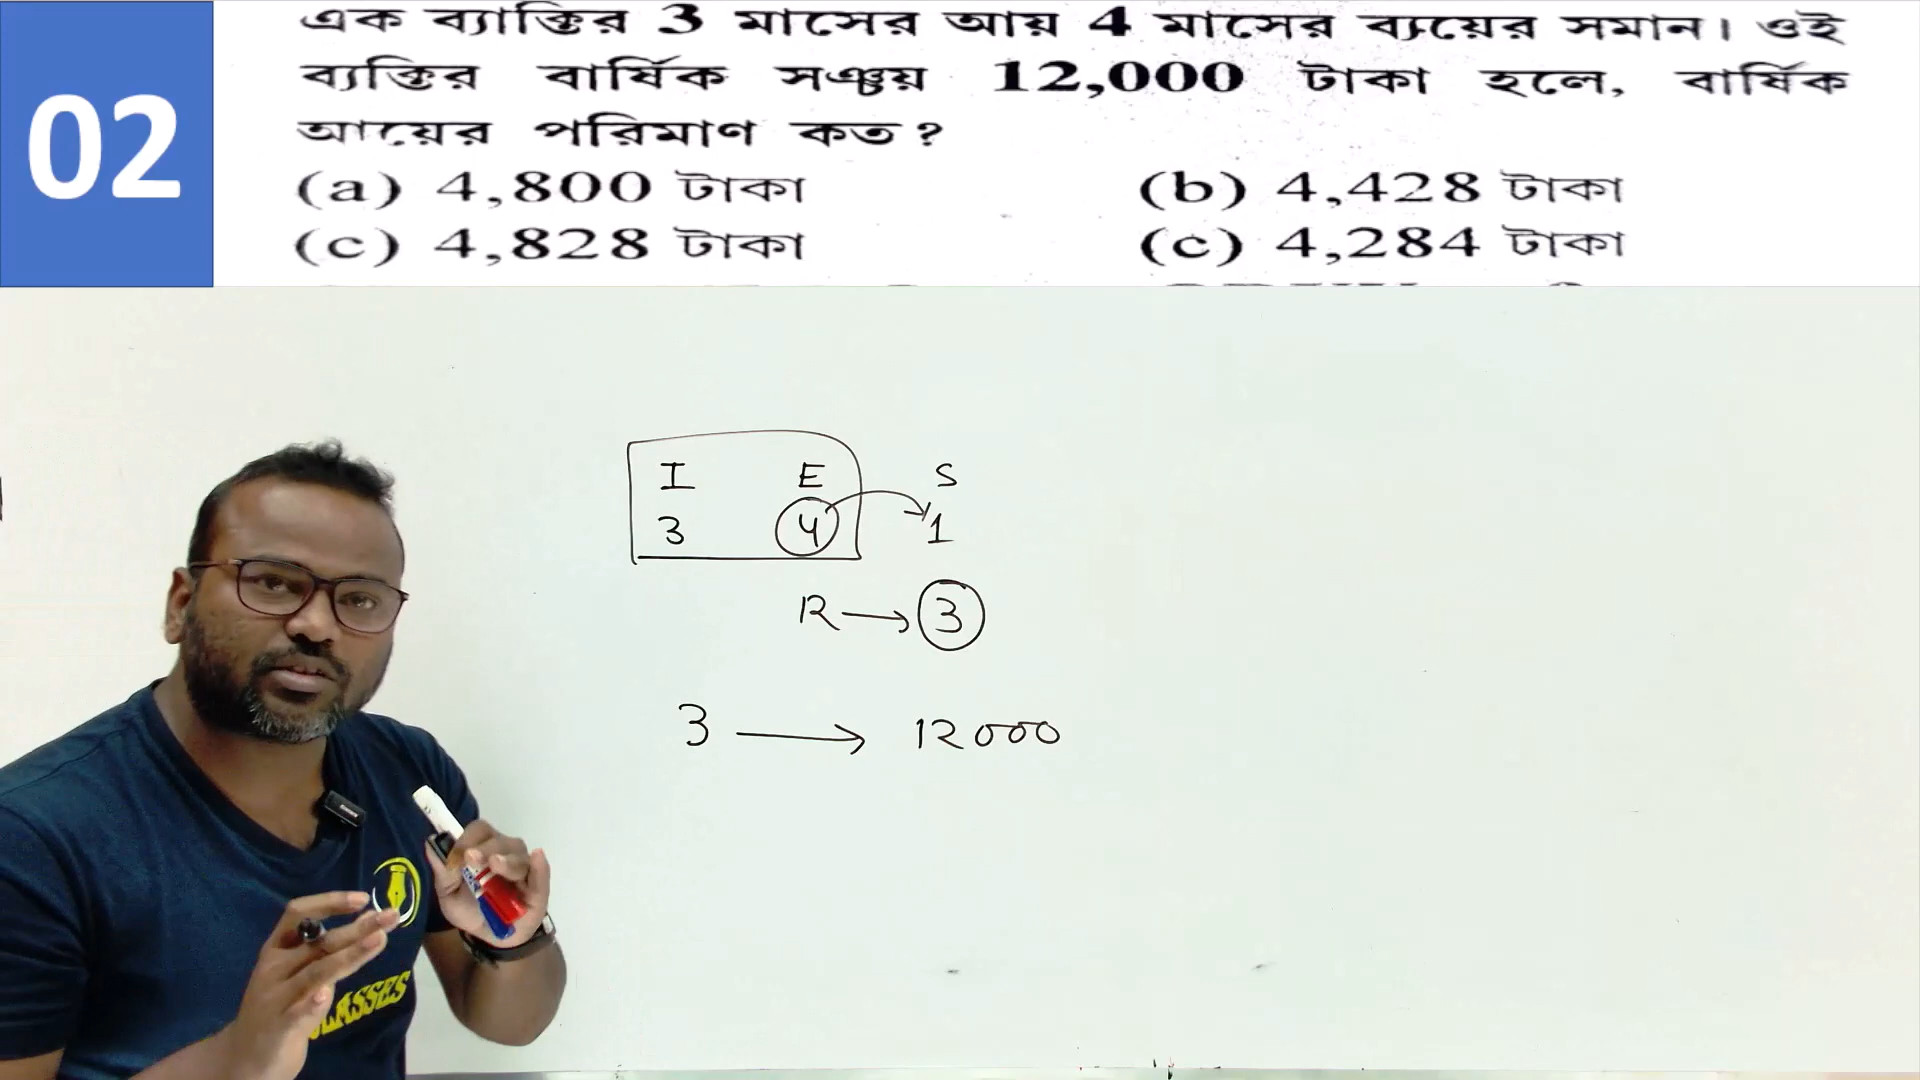 02
এক ব্যাক্তির 3 মাসের আয় 4 মাসের ব্যয়ের সমান। ওই
ব্যক্তির বার্ষিক সঞ্চয় 12,000 টাকা হলে, বার্ষিক
আয়ের পরিমাণ কত?
(a) 4,800 টাকা (b) 4,428 টাকা
(c) 4,828 টাকা (c) 4,284 টাকা
I E S
3 4 1
12 → 3
3 → 12000